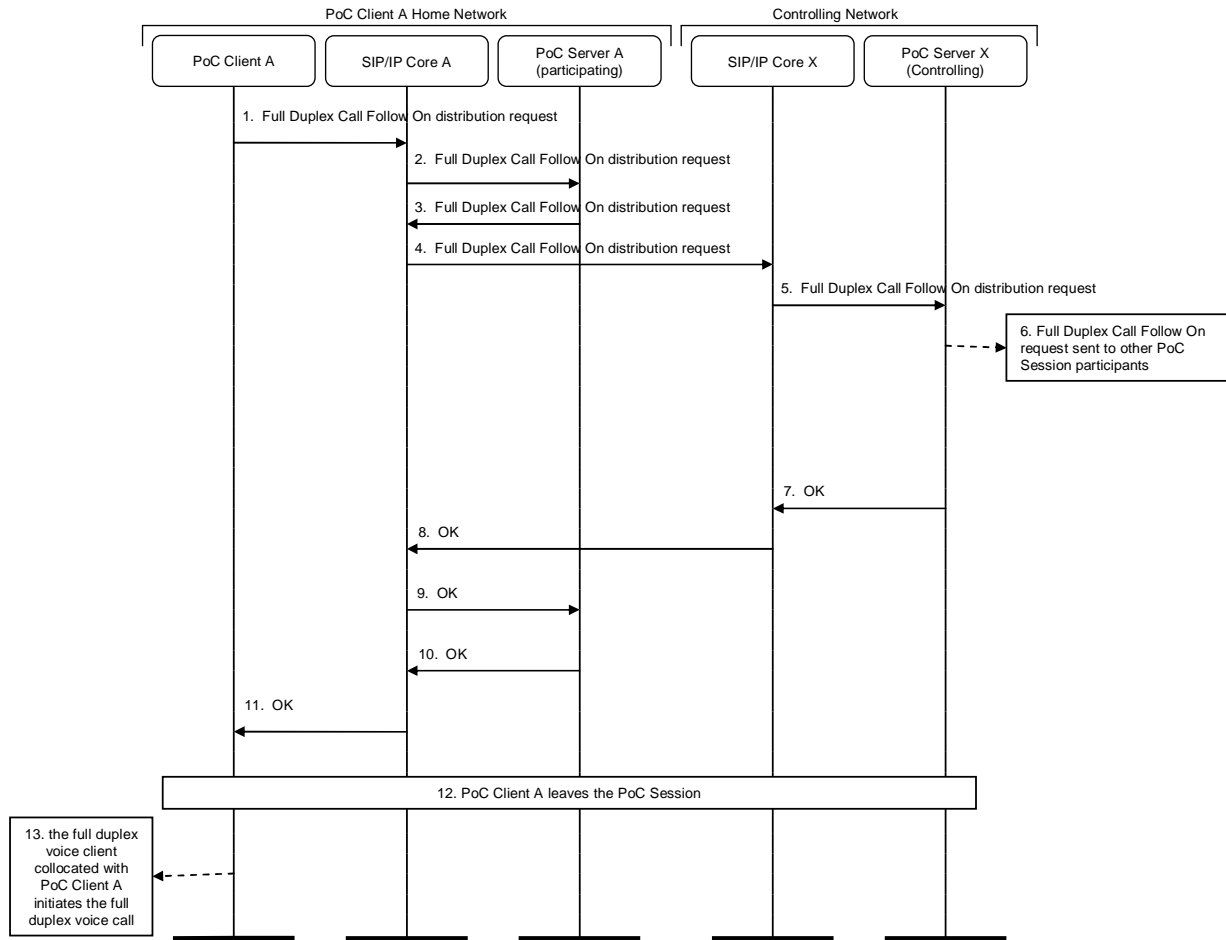 PoC Client A Home Network
Controlling Network
PoC Client A
SIP/IP Core A
PoC Server A
(participating)
SIP/IP Core X
PoC Server X
(Controlling)
1. Full Duplex Call Follow On distribution request
2. Full Duplex Call Follow On distribution request
3. Full Duplex Call Follow On distribution request
4. Full Duplex Call Follow On distribution request
5. Full Duplex Call Follow On distribution request
6. Full Duplex Call Follow On
request sent to other PoC
Session participants
7. OK
8. OK
9. OK
10. OK
11. OK
12. PoC Client A leaves the PoC Session
13. the full duplex
voice client
collocated with
PoC Client A
initiates the full
duplex voice call